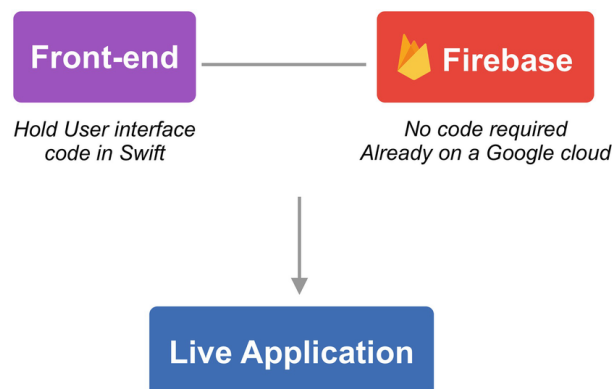 Front-end
Firebase
Hold User interface
code in Swift
No code required
Already on a Google cloud
Live Application